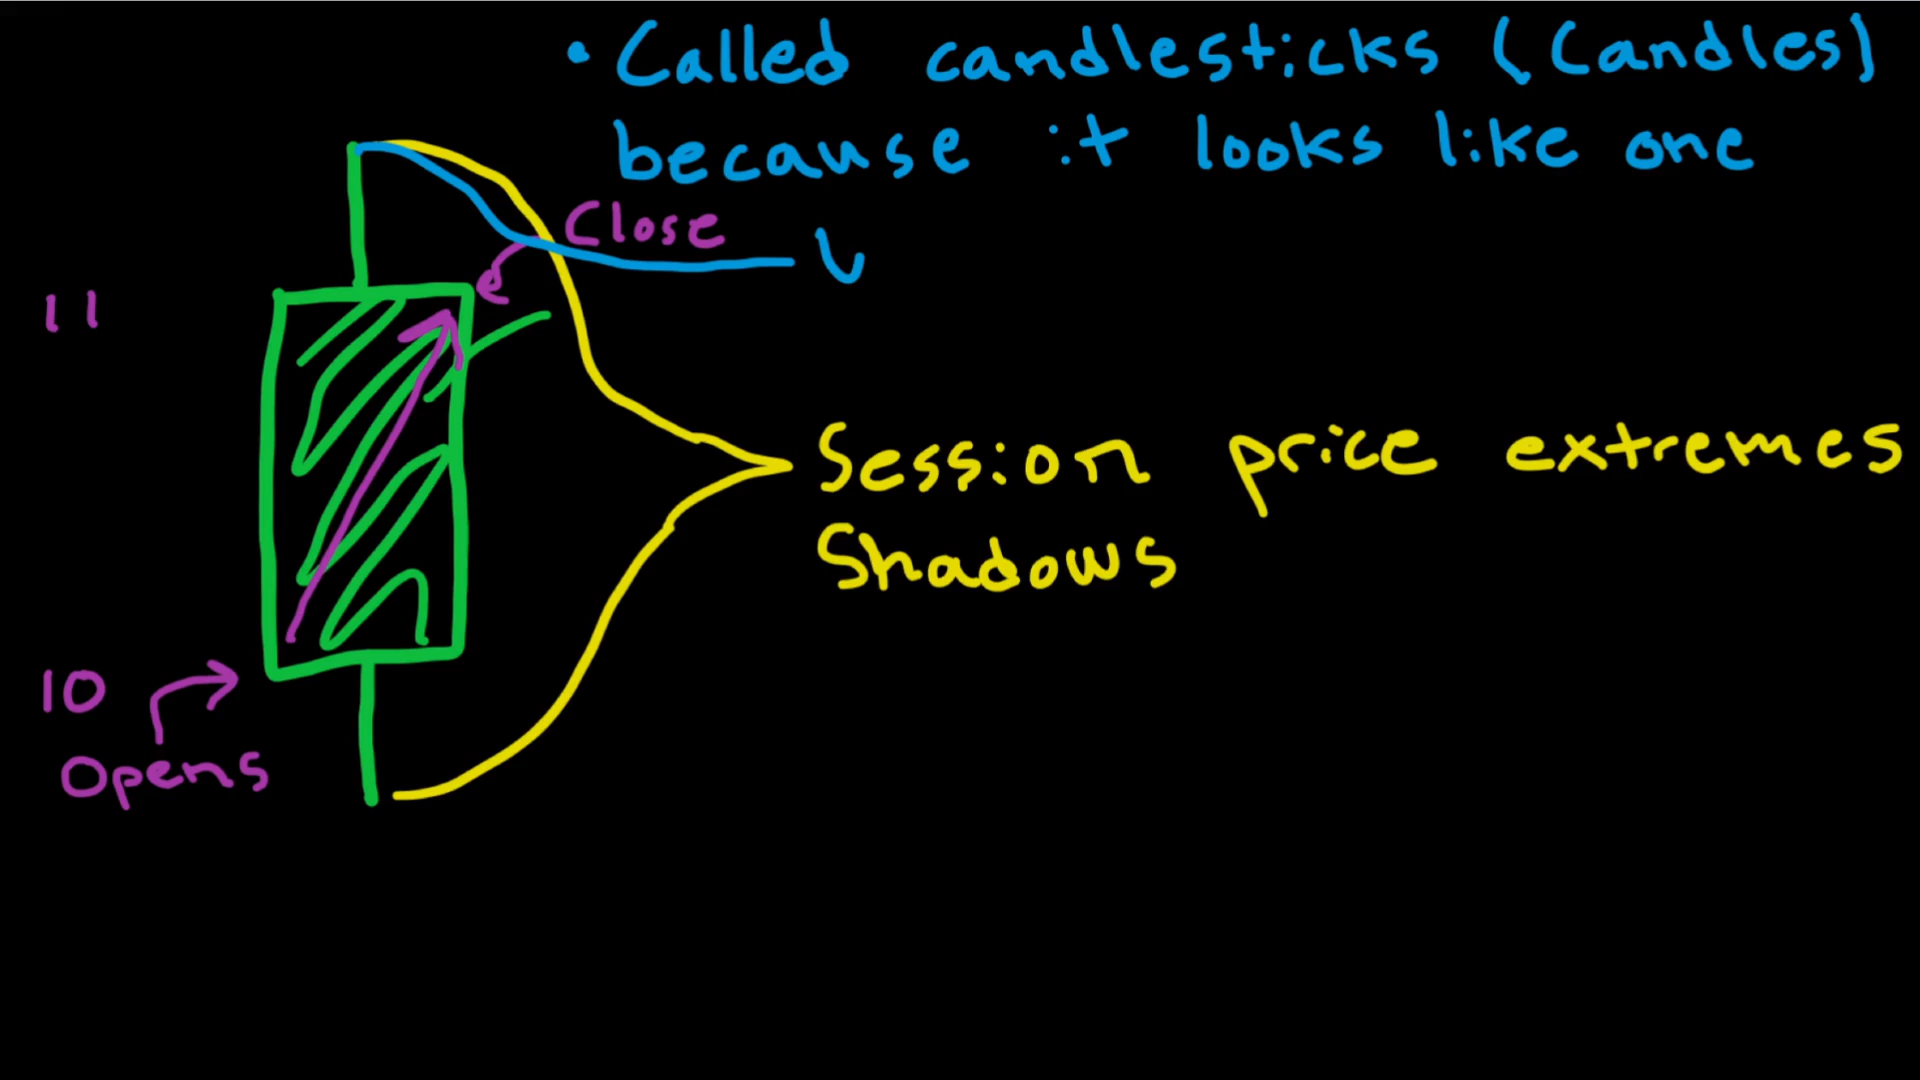 • Called candlesticks (Candles)
because it looks like one
Close
11
Session price extremes
Shadows
10
Opens